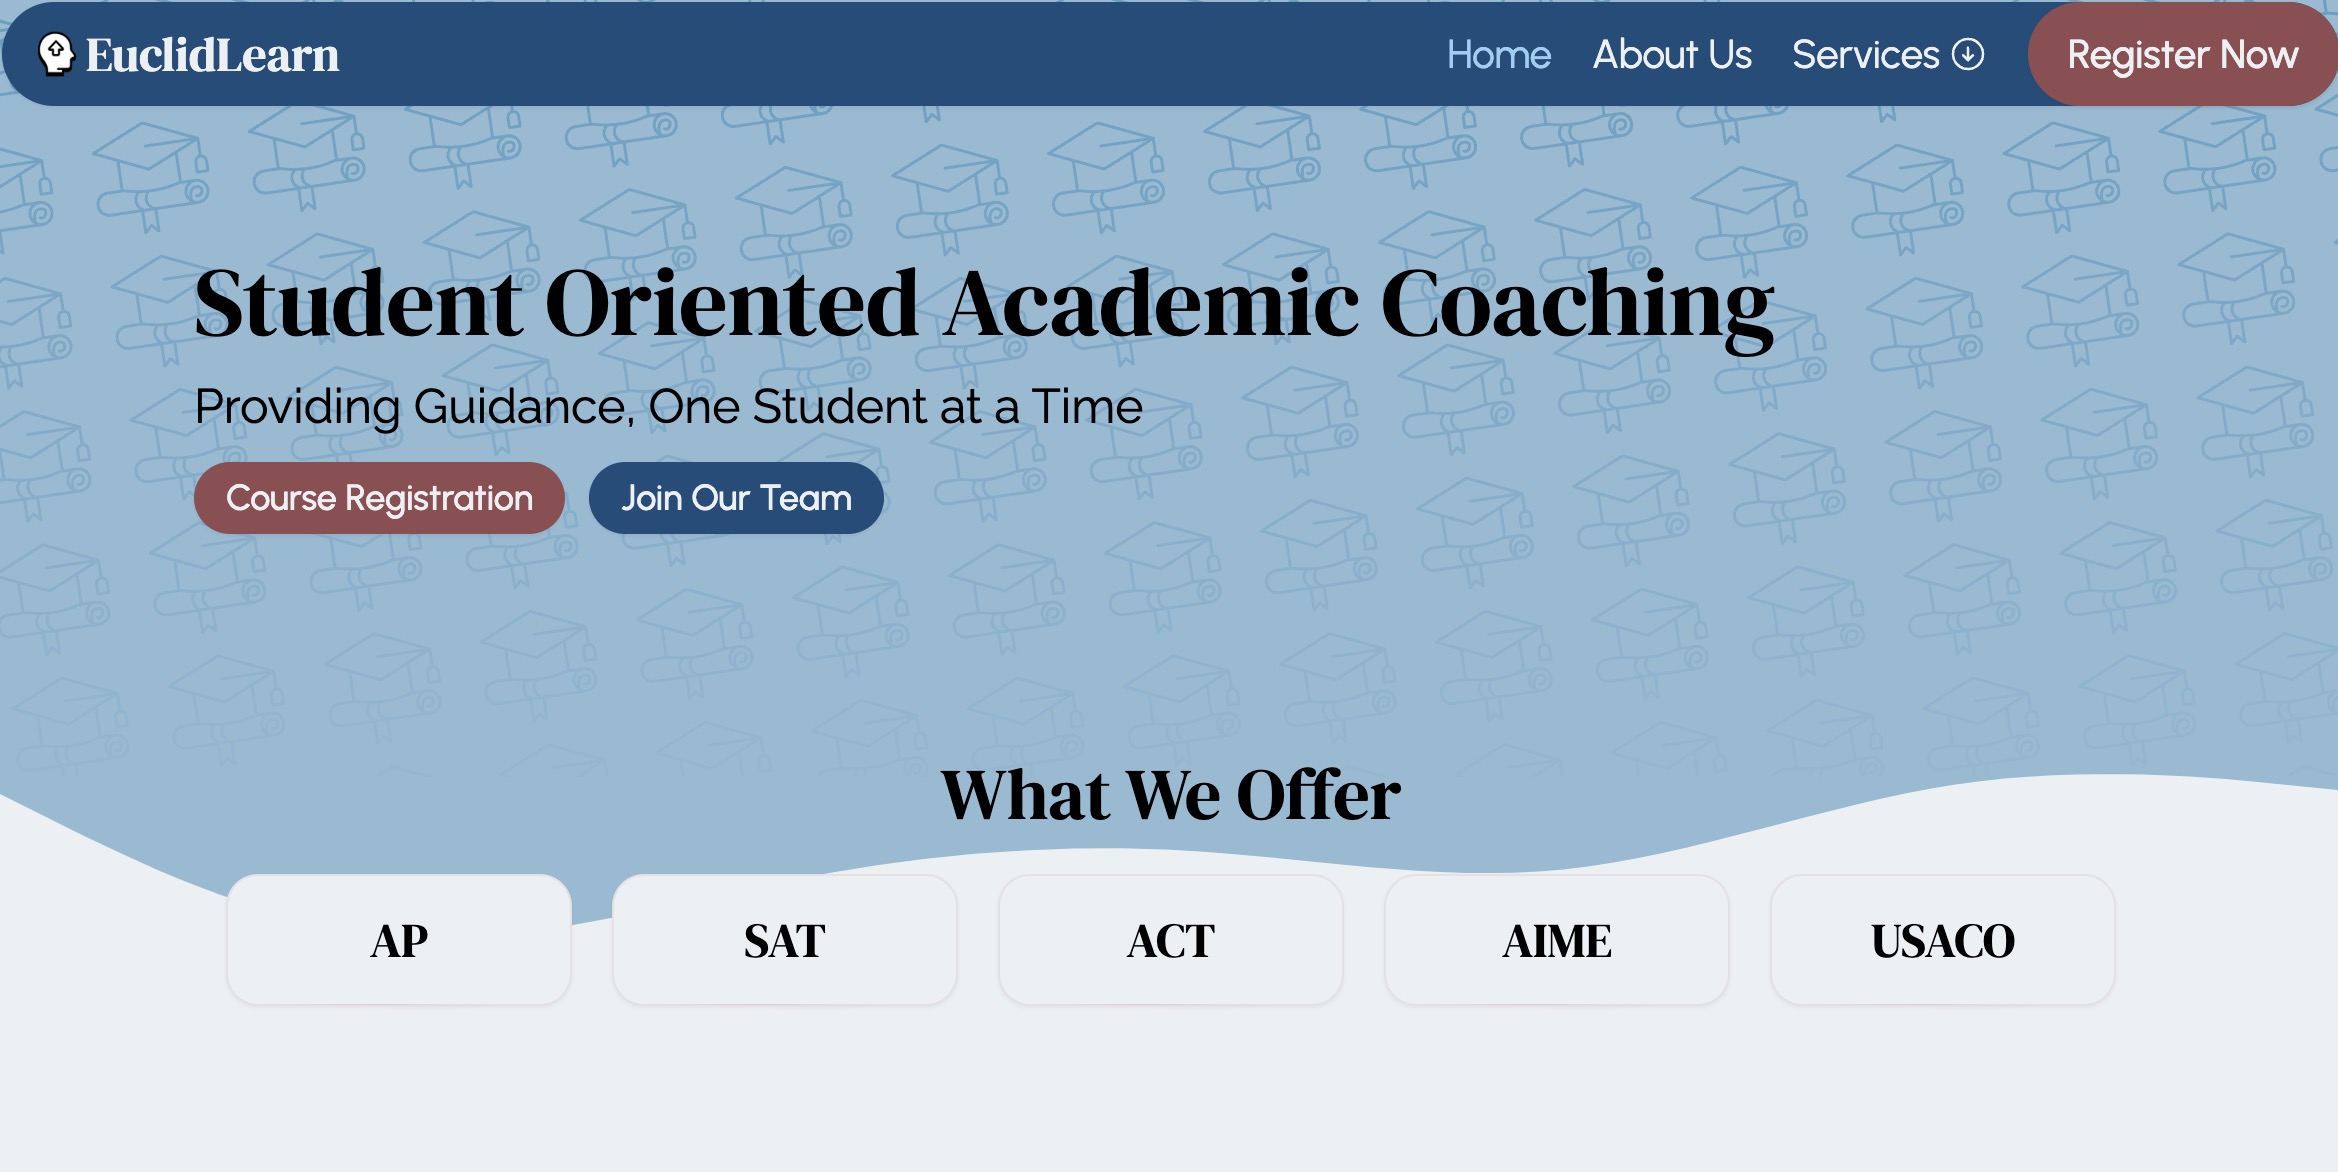 EuclidLearn
Home
About Us
Services
Register Now
Student Oriented Academic Coaching
Providing Guidance, One Student at a Time
Course Registration
Join Our Team
What We Offer
AP
SAT
ACT
AIME
USACO